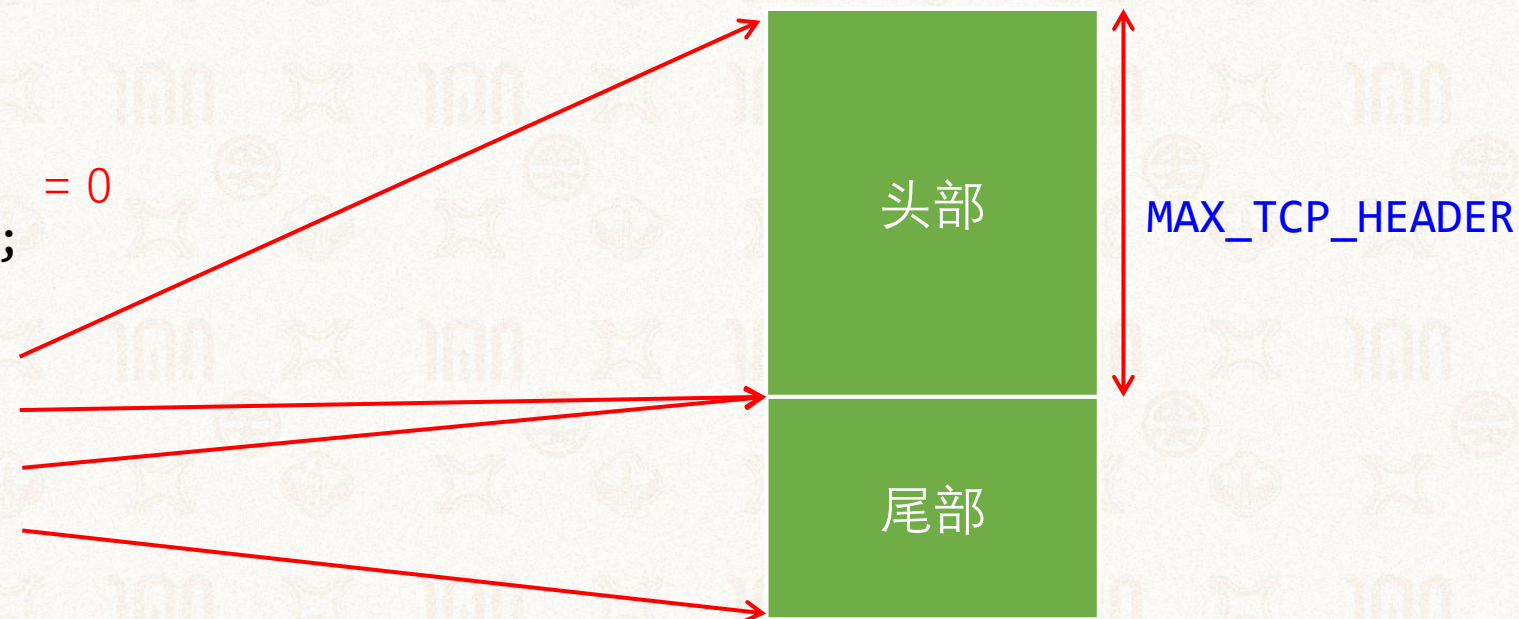 = 0
;
头部
MAX_TCP_HEADER
尾部